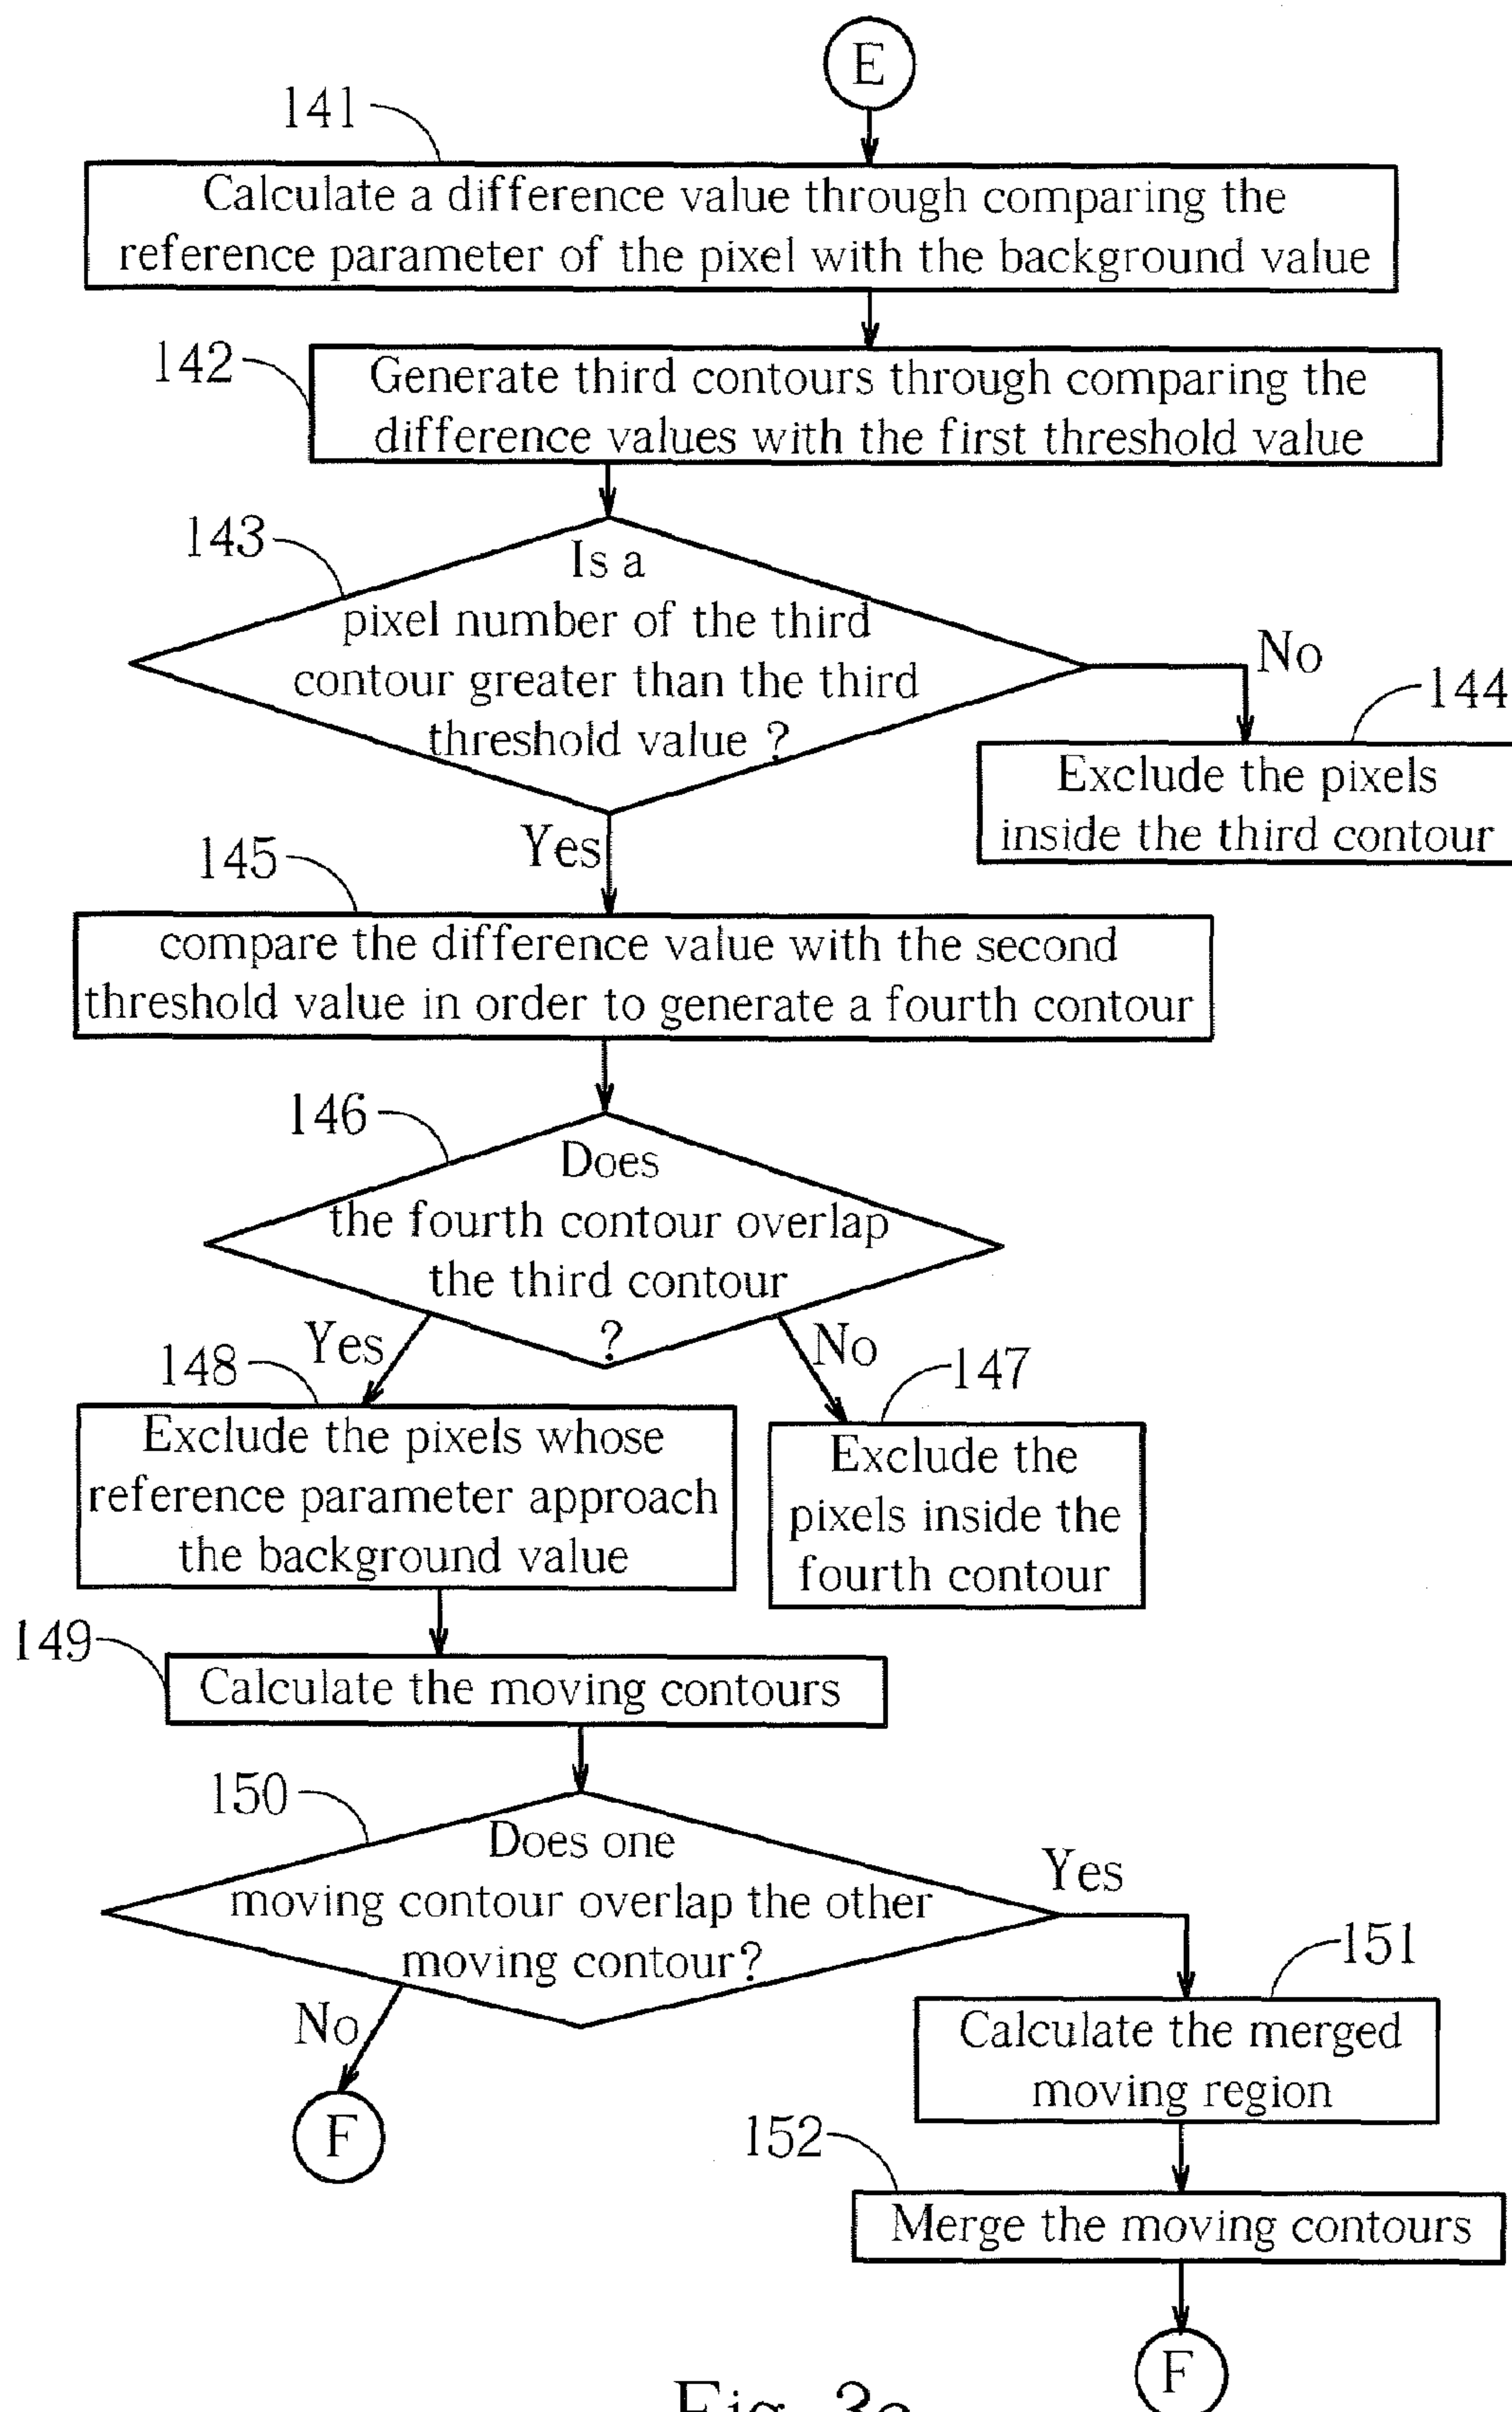 E
141
Calculate a difference value through comparing the
reference parameter of the pixel with the background value
142
Generate third contours through comparing the
difference values with the first threshold value
143
Is a
pixel number of the third
contour greater than the third
threshold value ?
No
144
Exclude the pixels
inside the third contour
Yes
145
compare the difference value with the second
threshold value in order to generate a fourth contour
146
Does
the fourth contour overlap
the third contour
?
Yes
No
148
147
Exclude the pixels whose
reference parameter approach
the background value
Exclude the
pixels inside the
fourth contour
149
Calculate the moving contours
150
Does one
moving contour overlap the other
moving contour?
Yes
151
No
Calculate the merged
moving region
F
152
Merge the moving contours
F
Fig.